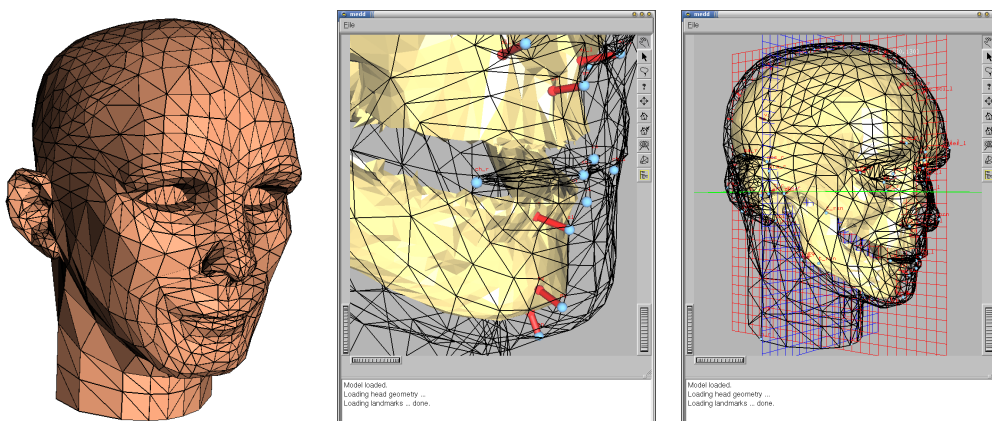 medd
File
Model loaded.
Loading head geometry ...
Loading landmarks ... done.
medd
File
Model loaded.
Loading head geometry ...
Loading landmarks ... done.